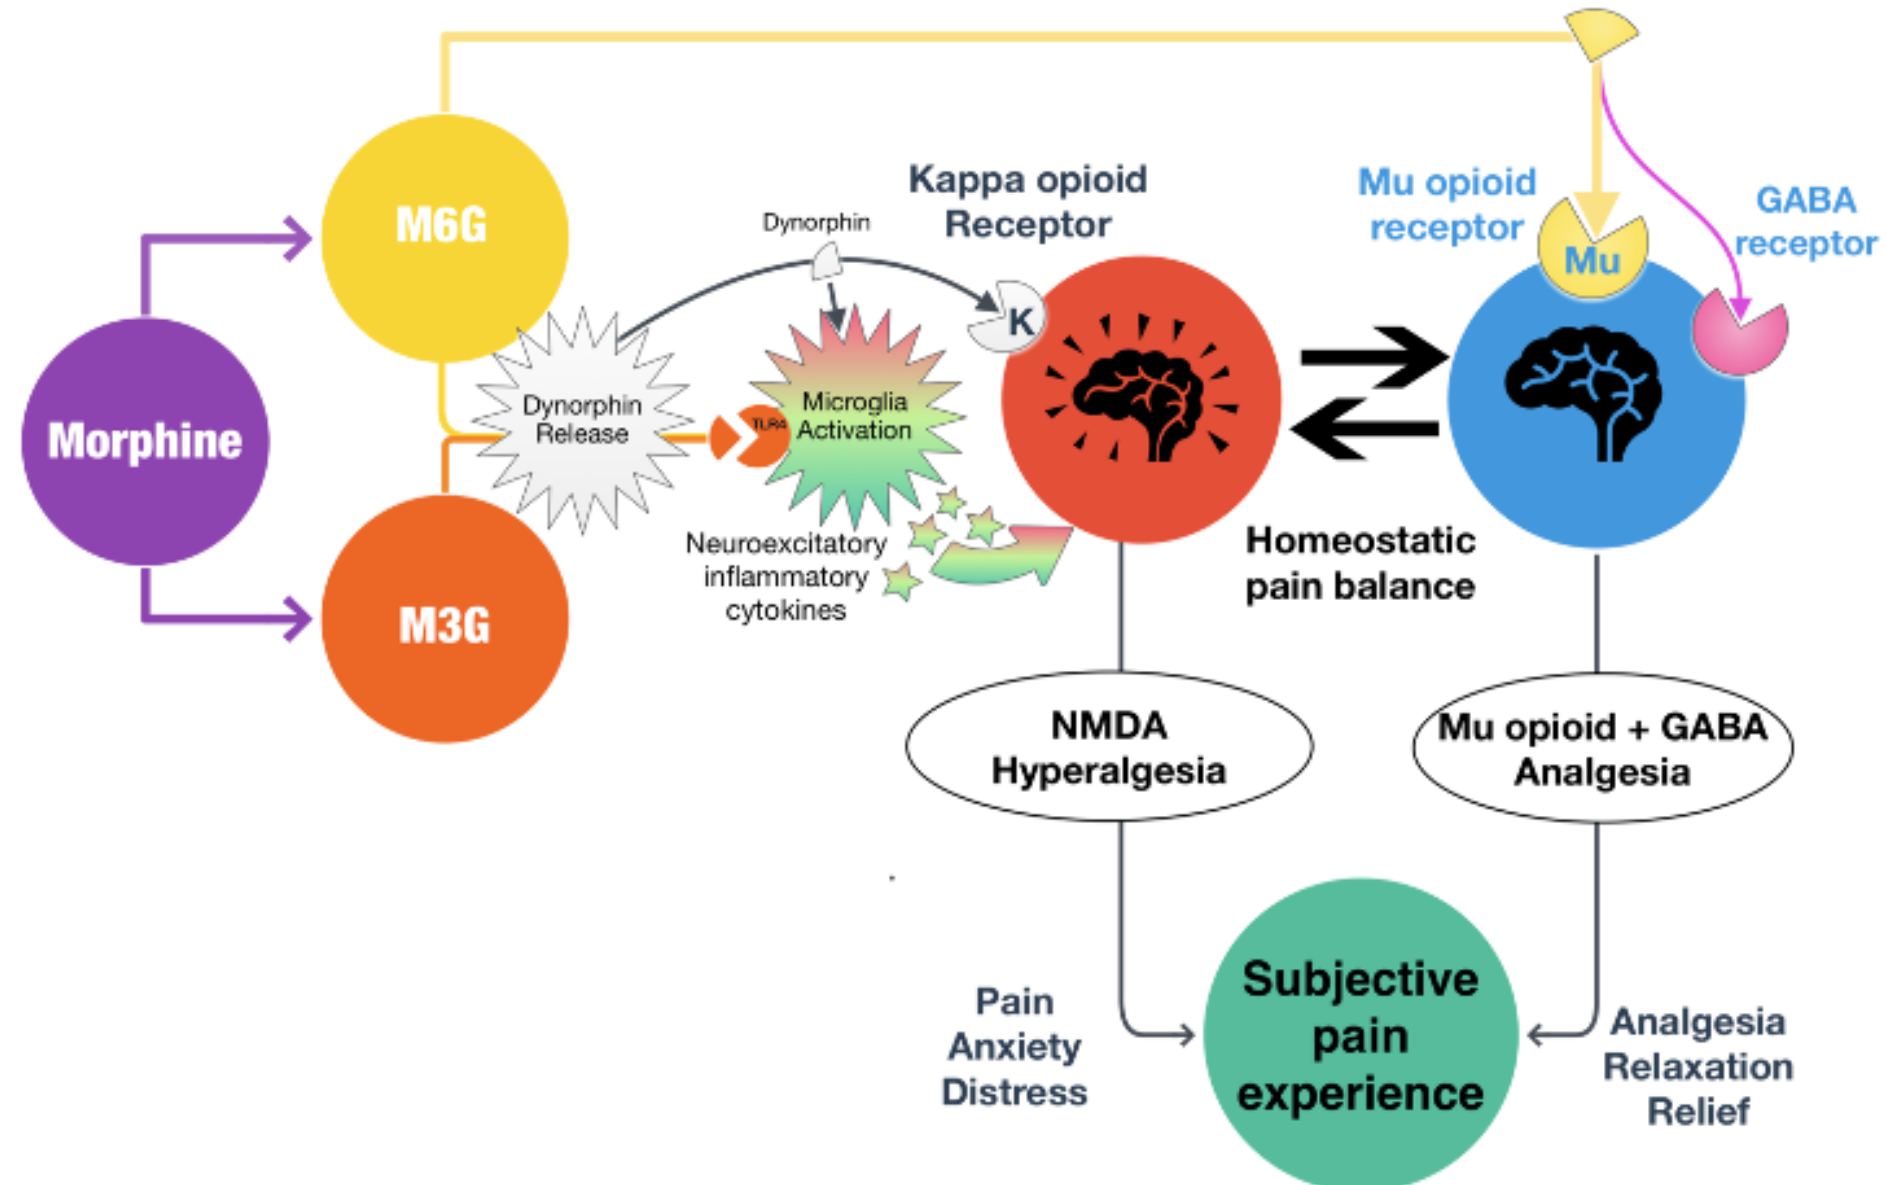 M6G
Morphine
M3G
Dynorphin
Release
Dynorphin
TLR4
Microglia
Activation
Neuroexcitatory
inflammatory
cytokines
Kappa opioid
Receptor
K
Mu opioid
receptor
Mu
GABA
receptor
Homeostatic
pain balance
NMDA
Hyperalgesia
Mu opioid + GABA
Analgesia
Pain
Anxiety
Distress
Subjective
pain
experience
Analgesia
Relaxation
Relief